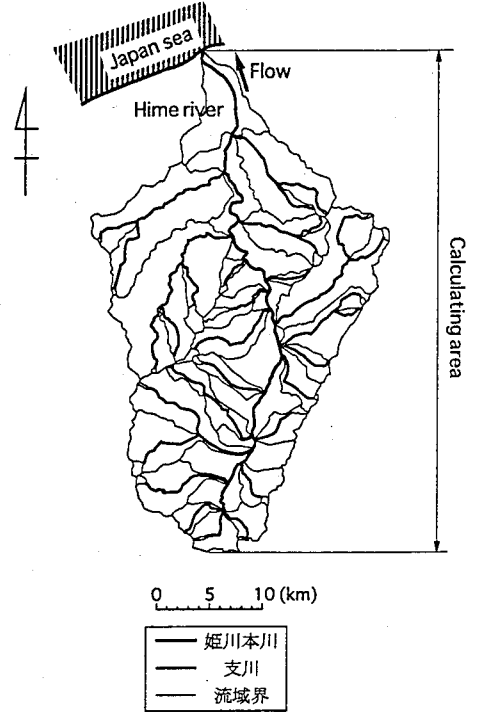 Japan sea
Flow
Hime river
Calculating area
0 5 10 (km)
姫川本川
支川
流域界